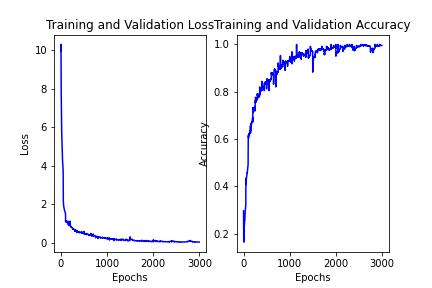 Training and Validation Loss
10
8
6
4
2
0
Loss
0 1000 2000 3000
Epochs
Training and Validation Accuracy
1.0
0.8
0.6
0.4
0.2
Accuracy
0 1000 2000 3000
Epochs